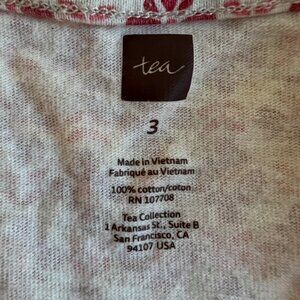 tea
3
Made in Vietnam
Fabriqué au Vietnam
100% cotton/coton
RN 107708
Tea Collection
1 Arkansas St., Suite B
San Francisco, CA
94107 USA